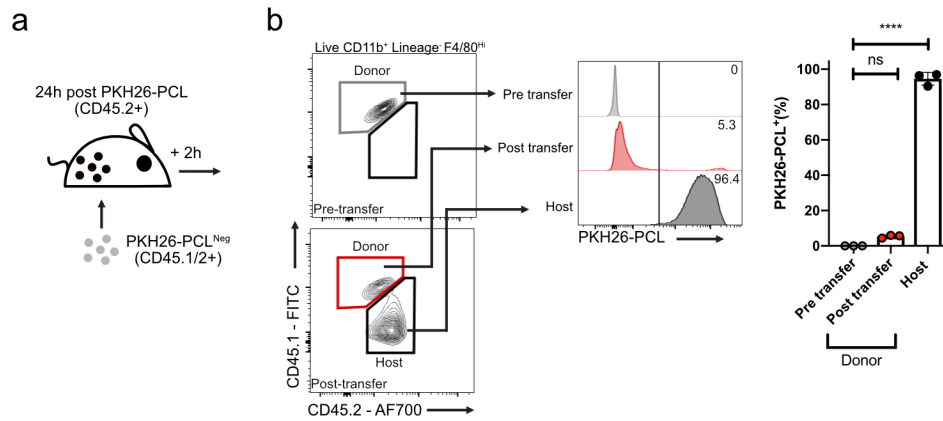 a
24h post PKH26-PCL
(CD45.2+)
+ 2h
PKH26-PCLNeg
(CD45.1/2+)
b
Live CD11b+ Lineage- F4/80Hi
Donor
Pre-transfer
Donor
Host
Post-transfer
CD45.1 - FITC
CD45.2 - AF700
Pre transfer
Post transfer
Host
0
5.3
96.4
PKH26-PCL
****
ns
PKH26-PCL+(%)
100
80
60
40
20
0
Pre transfer
Post transfer
Host
Donor